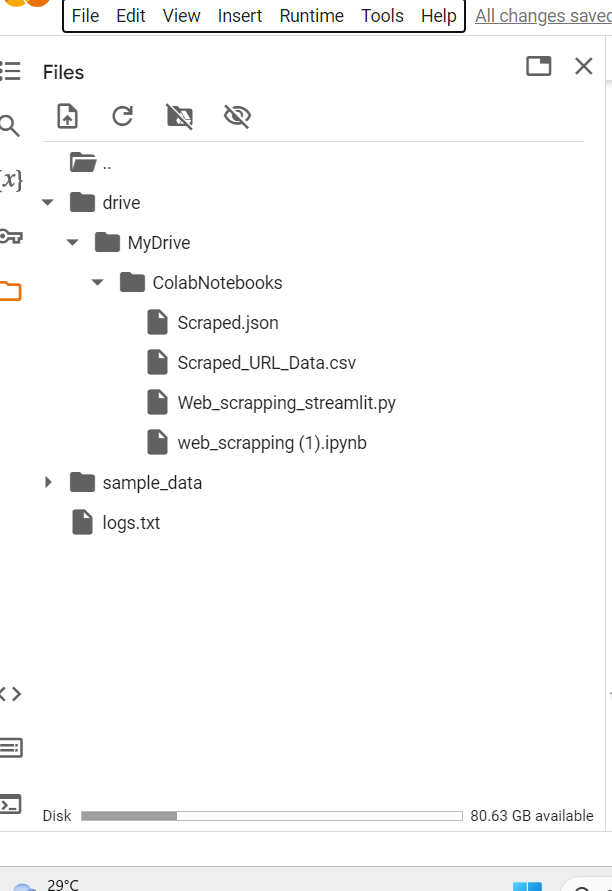 File Edit View Insert Runtime Tools Help All changes saved
Files
{x}
..
drive
MyDrive
ColabNotebooks
Scraped.json
Scraped_URL_Data.csv
Web_scrapping_streamlit.py
web_scrapping (1).ipynb
sample_data
logs.txt
Disk 80.63 GB available
29°C